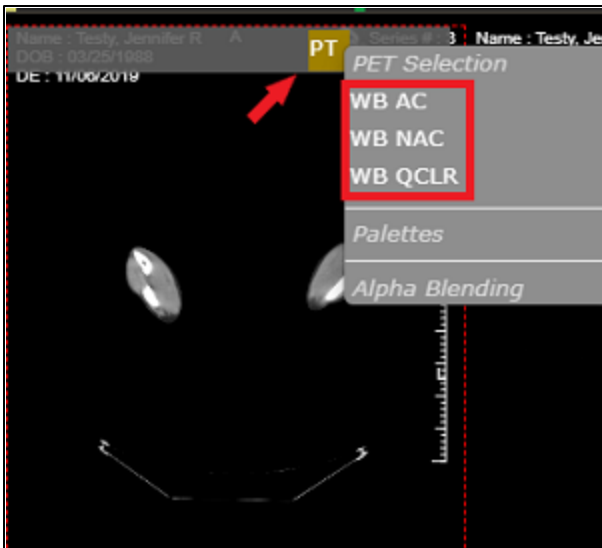 Name : Testy, Jennifer R A Series # : 3 Name : Testy, Je
DOB : 03/25/1988
DE : 11/06/2019
PT
PET Selection
WB AC
WB NAC
WB QCLR
Palettes
Alpha Blending